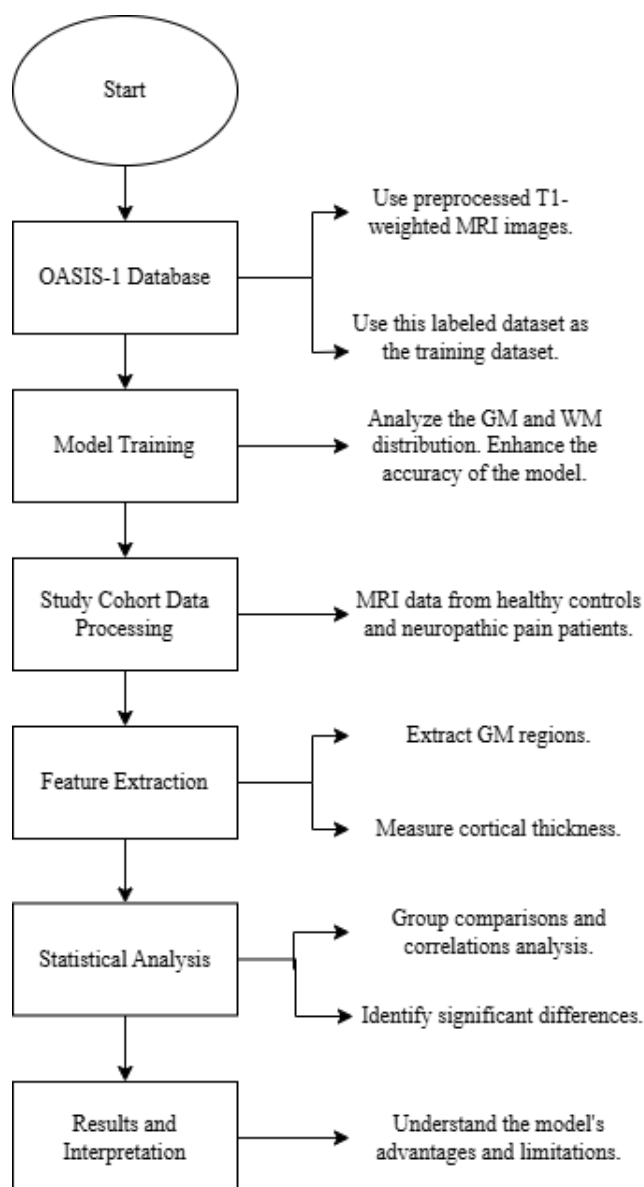 Start
OASIS-1 Database
Use preprocessed T1-
weighted MRI images.
Use this labeled dataset as
the training dataset.
Model Training
Analyze the GM and WM
distribution. Enhance the
accuracy of the model.
Study Cohort Data
Processing
MRI data from healthy controls
and neuropathic pain patients.
Feature Extraction
Extract GM regions.
Measure cortical thickness.
Statistical Analysis
Group comparisons and
correlations analysis.
Identify significant differences.
Results and
Interpretation
Understand the model's
advantages and limitations.